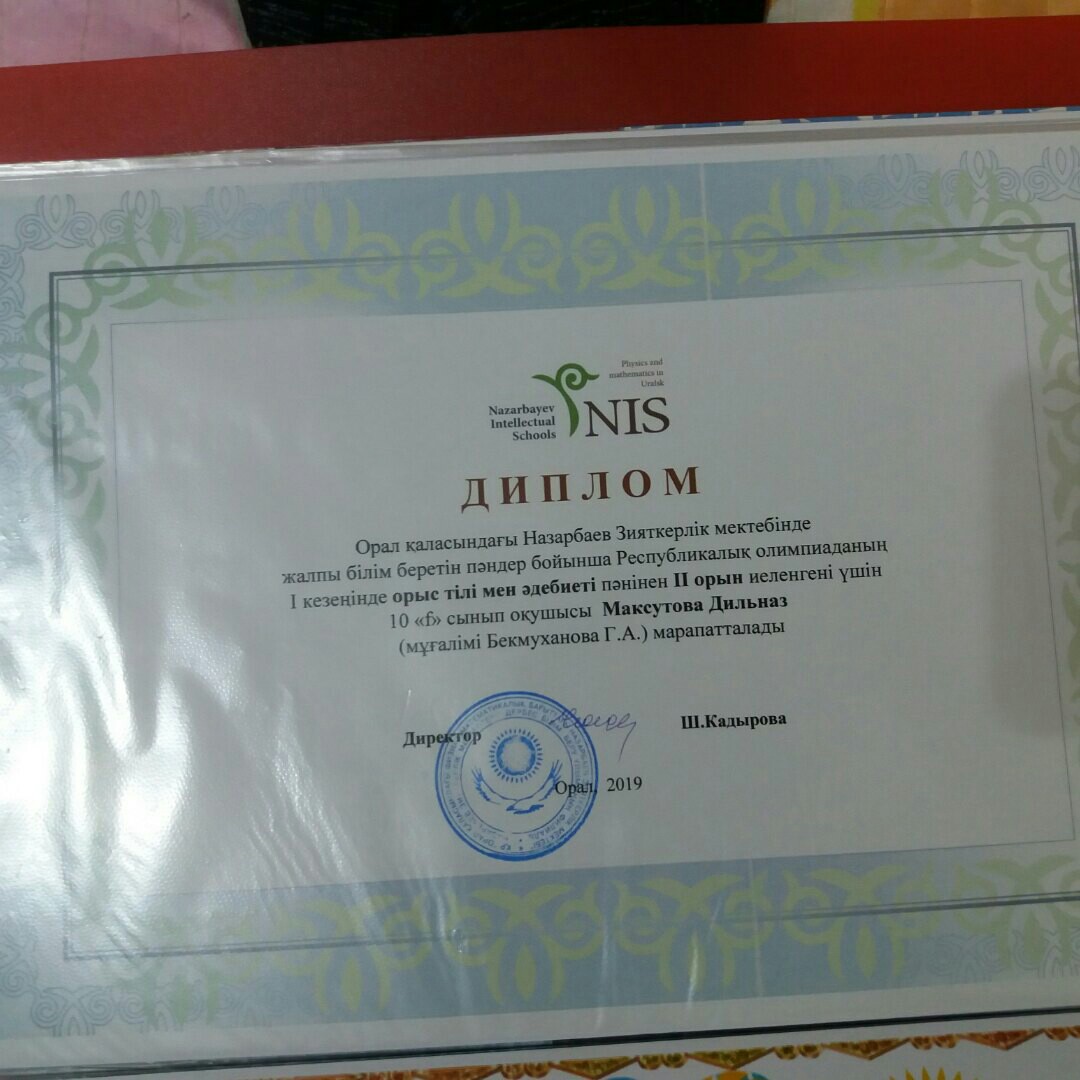 Physics and
mathematics in
Uralsk
Nazarbayev
Intellectual
Schools
NIS
ДИПЛОМ
Орал қаласындағы Назарбаев Зияткерлік мектебінде
жалпы білім беретін пәндер бойынша Республикалық олимпиаданың
І кезеңінде орыс тілі мен әдебиеті пәнінен ІІ орын иеленгені үшін
10 «f» сынып оқушысы Максутова Дильназ
(мұғалімі Бекмуханова Г.А.) марапатталады
Директор
Ш.Кадырова
Орал, 2019